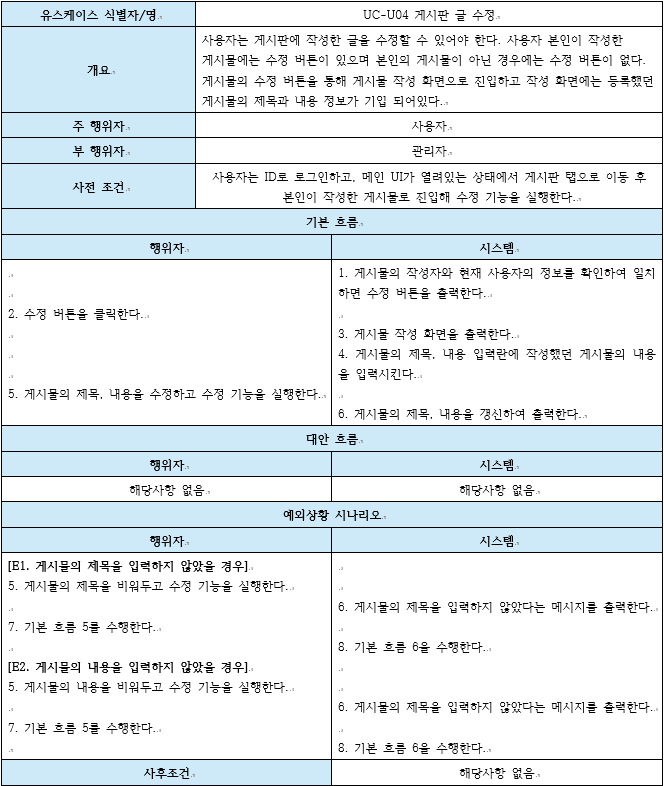 유스케이스 식별자/명 UC-U04 게시판 글 수정
개요
사용자는 게시판에 작성한 글을 수정할 수 있어야 한다. 사용자 본인이 작성한
게시물에는 수정 버튼이 있으며 본인의 게시물이 아닌 경우에는 수정 버튼이 없다.
게시물의 수정 버튼을 통해 게시물 작성 화면으로 진입하고 작성 화면에는 등록했던
게시물의 제목과 내용 정보가 기입 되어있다.
주 행위자 사용자
부 행위자 관리자
사전 조건
사용자는 ID로 로그인하고, 메인 UI가 열려있는 상태에서 게시판 탭으로 이동 후
본인이 작성한 게시물로 진입해 수정 기능을 실행한다.
기본 흐름
행위자 시스템
1. 게시물의 작성자와 현재 사용자의 정보를 확인하여 일치
하면 수정 버튼을 출력한다.
2. 수정 버튼을 클릭한다.
3. 게시물 작성 화면을 출력한다.
4. 게시물의 제목, 내용 입력란에 작성했던 게시물의 내용
을 입력시킨다.
5. 게시물의 제목, 내용을 수정하고 수정 기능을 실행한다.
6. 게시물의 제목, 내용을 갱신하여 출력한다.
대안 흐름
행위자 시스템
해당사항 없음 해당사항 없음
예외상황 시나리오
행위자 시스템
[E1. 게시물의 제목을 입력하지 않았을 경우]
5. 게시물의 제목을 비워두고 수정 기능을 실행한다.
6. 게시물의 제목을 입력하지 않았다는 메시지를 출력한다.
7. 기본 흐름 5를 수행한다.
8. 기본 흐름 6을 수행한다.
[E2. 게시물의 내용을 입력하지 않았을 경우]
5. 게시물의 내용을 비워두고 수정 기능을 실행한다.
6. 게시물의 제목을 입력하지 않았다는 메시지를 출력한다.
7. 기본 흐름 5를 수행한다.
8. 기본 흐름 6을 수행한다.
사후조건 해당사항 없음